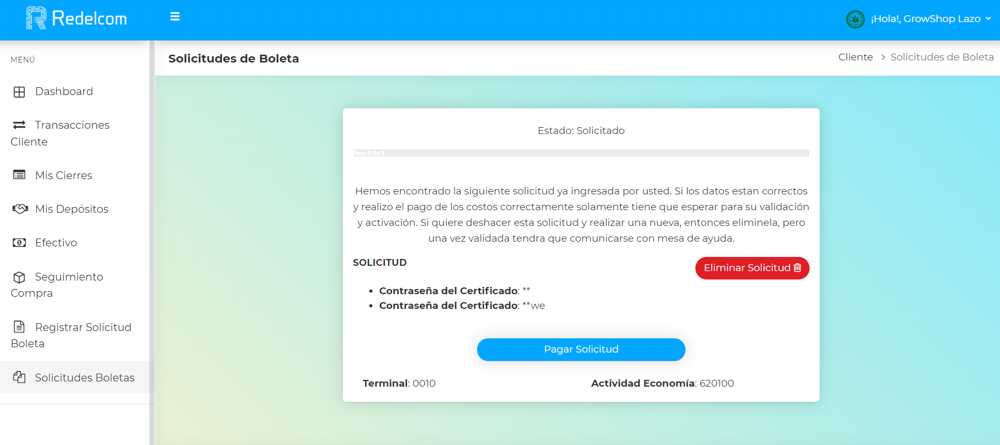 Redelcom
¡Hola!, GrowShop Lazo
MENÚ
Dashboard
Transacciones
Cliente
Mis Cierres
Mis Depósitos
Efectivo
Seguimiento
Compra
Registrar Solicitud
Boleta
Solicitudes Boletas
Solicitudes de Boleta
Cliente > Solicitudes de Boleta
Estado: Solicitado
Paso 0 de 2
Hemos encontrado la siguiente solicitud ya ingresada por usted. Si los datos estan correctos
y realizo el pago de los costos correctamente solamente tiene que esperar para su validación
y activación. Si quiere deshacer esta solicitud y realizar una nueva, entonces eliminela, pero
una vez validada tendra que comunicarse con mesa de ayuda.
SOLICITUD
Eliminar Solicitud
• Contraseña del Certificado: **
• Contraseña del Certificado: **we
Pagar Solicitud
Terminal: 0010
Actividad Economía: 620100